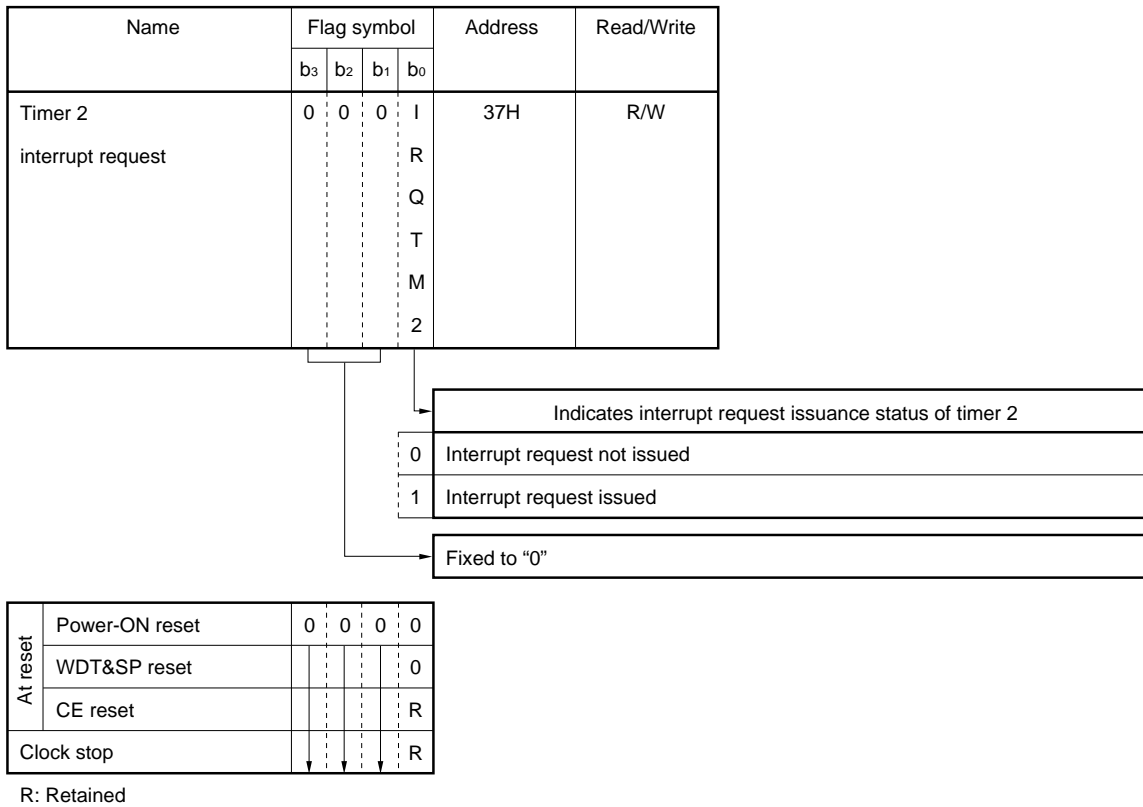 Name Flag symbol Address Read/Write
b3 b2 b1 b0
Timer 2 0 0 0 I 37H R/W
interrupt request R
Q
T
M
2
Indicates interrupt request issuance status of timer 2
0 Interrupt request not issued
1 Interrupt request issued
Fixed to “0”
At reset
Power-ON reset 0 0 0 0
WDT&SP reset 0
CE reset R
Clock stop R
R: Retained